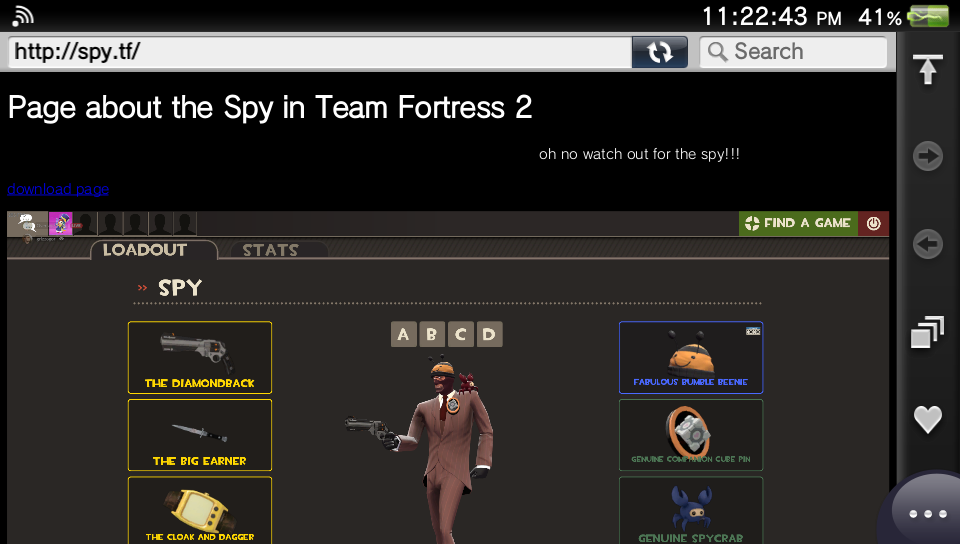 11:22:43 PM 41%
http://spy.tf/
Search
Page about the Spy in Team Fortress 2
oh no watch out for the spy!!!
download page
FIND A GAME
LOADOUT
STATS
>> SPY
A B C D
THE DIAMONDBACK
FABULOUS BUMBLE BEENIE
THE BIG EARNER
GENUINE COMPANION CUBE PIN
THE CLOAK AND DAGGER
GENUINE SPYCRAB